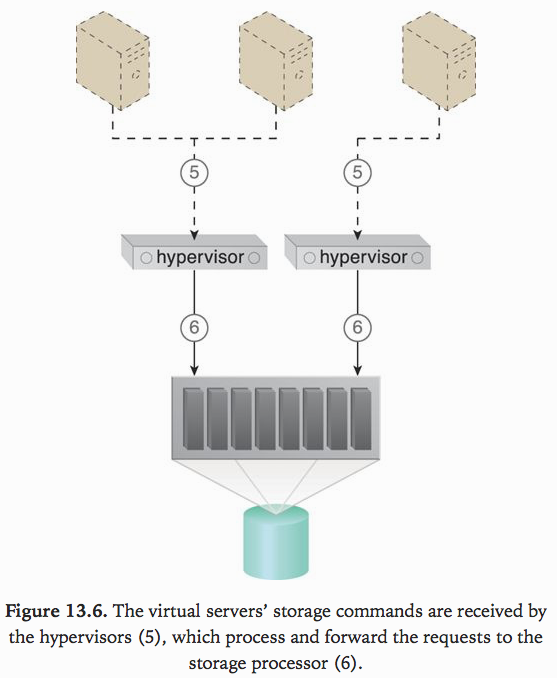 5
5
hypervisor
hypervisor
6
6
Figure 13.6. The virtual servers’ storage commands are received by
the hypervisors (5), which process and forward the requests to the
storage processor (6).